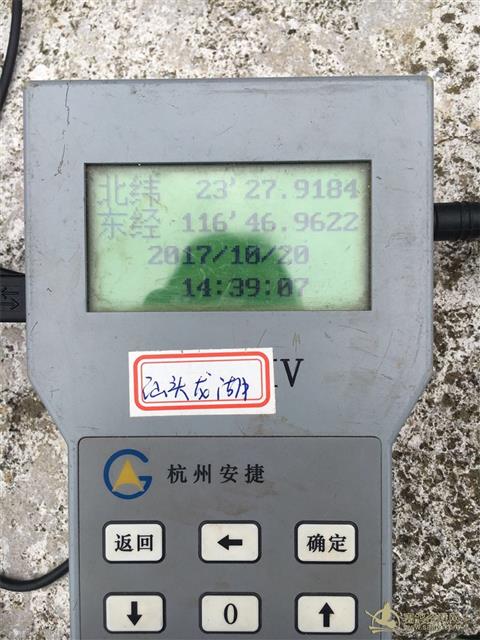 北纬 23'27.9184
东经 116'46.9622
2017/10/20
14:39:07
IV
汕头龙湖
杭州安捷
返回 ← 确定
↓ 0 ↑